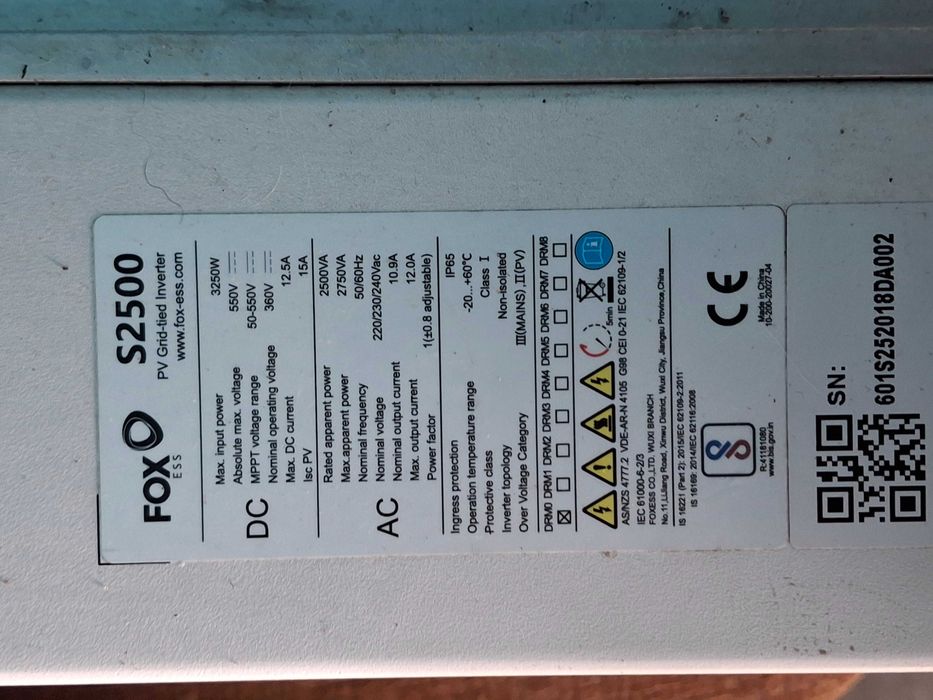 FOX
ESS
S2500
PV Grid-tied Inverter
www.fox-ess.com
DC
Max. input power 3250W
Absolute max. voltage 550V
MPPT voltage range 50-550V
Nominal operating voltage 360V
Max. DC current 12.5A
Isc PV 15A
AC
Rated apparent power 2500VA
Max.apparent power 2750VA
Nominal frequency 50/60Hz
Nominal voltage 220/230/240Vac
Nominal output current 10.9A
Max. output current 12.0A
Power factor 1(±0.8 adjustable)
Ingress protection IP65
Operation temperature range -20...+60℃
Protective class Class I
Inverter topology Non-isolated
Over Voltage Category III(MAINS),II(PV)
DRM0 DRM1 DRM2 DRM3 DRM4 DRM5 DRM6 DRM7 DRM8
5min
AS/NZS 4777.2 VDE-AR-N 4105 G98 CEI 0-21 IEC 62109-1/2
IEC 61000-6-2/3
FOXESS CO.,LTD. WUXI BRANCH
No.11,LiJiang Road, Xinwu District, Wuxi City, Jiangsu Province,China
IS 16221 (Part 2): 2015/IEC 62109-2:2011
IS 16169: 2014/IEC 62116:2008
R-41181080
www.bis.gov.in
CE
Made in China
10-200-20027-04
SN:
601S252018DA002